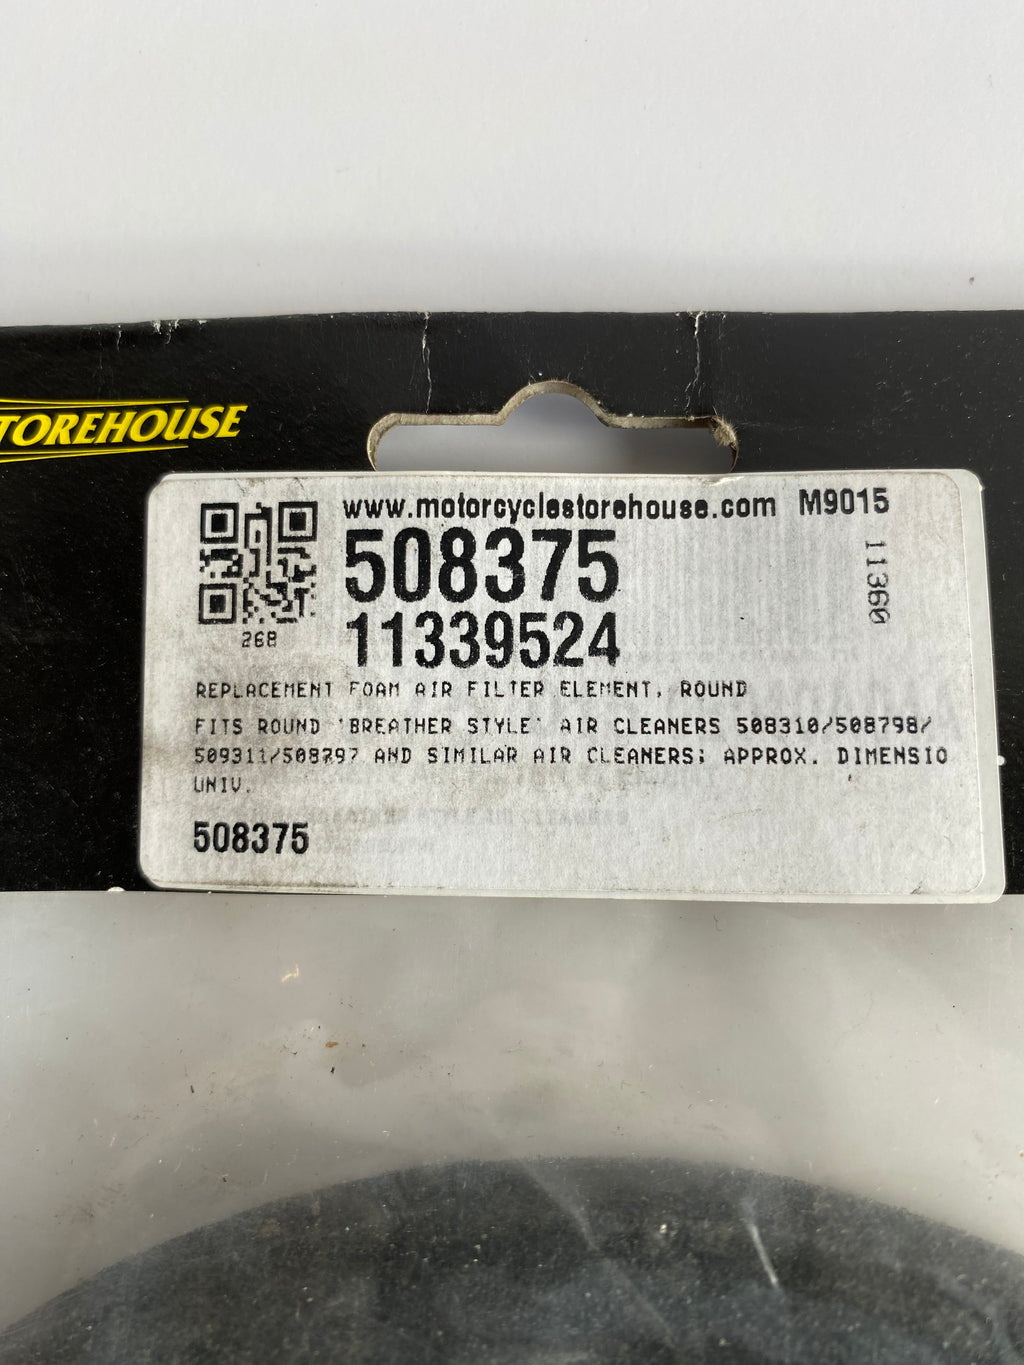 TOREHOUSE
www.motorcyclestorehouse.com M9015
508375
11360
11339524
268
REPLACEMENT FOAM AIR FILTER ELEMENT, ROUND
FITS ROUND 'BREATHER STYLE' AIR CLEANERS 508310/508798/
509311/508797 AND SIMILAR AIR CLEANERS; APPROX. DIMENSIO
UNIV.
508375